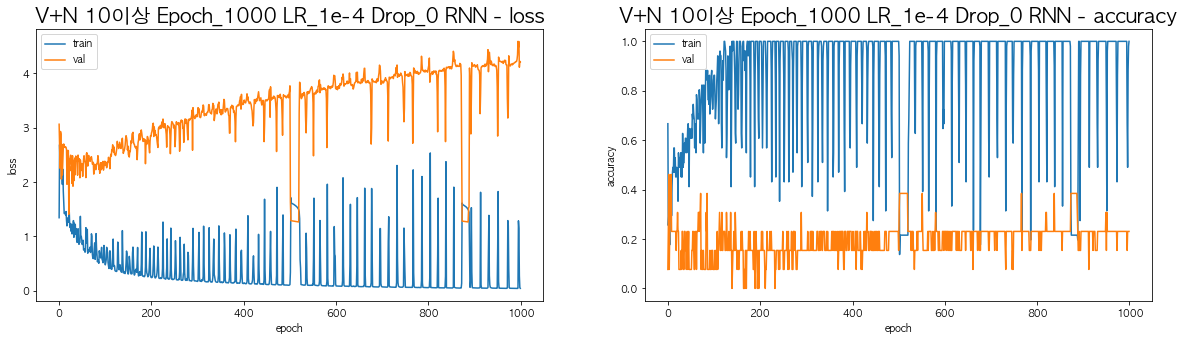 V+N 10이상 Epoch_1000 LR_1e-4 Drop_0 RNN - loss
train
val
4
3
2
1
0
loss
0 200 400 600 800 1000
epoch
V+N 10이상 Epoch_1000 LR_1e-4 Drop_0 RNN - accuracy
train
val
1.0
0.8
0.6
0.4
0.2
0.0
accuracy
0 200 400 600 800 1000
epoch